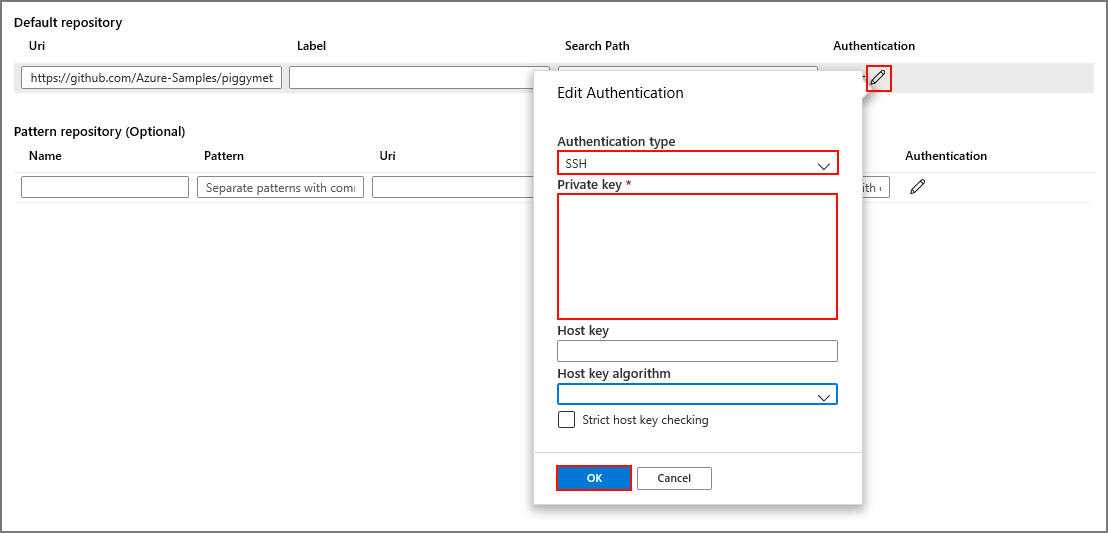 Default repository
Uri Label Search Path Authentication
https://github.com/Azure-Samples/piggymet
Edit Authentication
Authentication type
SSH
Private key *
Host key
Host key algorithm
Strict host key checking
OK Cancel
Pattern repository (Optional)
Name Pattern Uri Authentication
Separate patterns with com